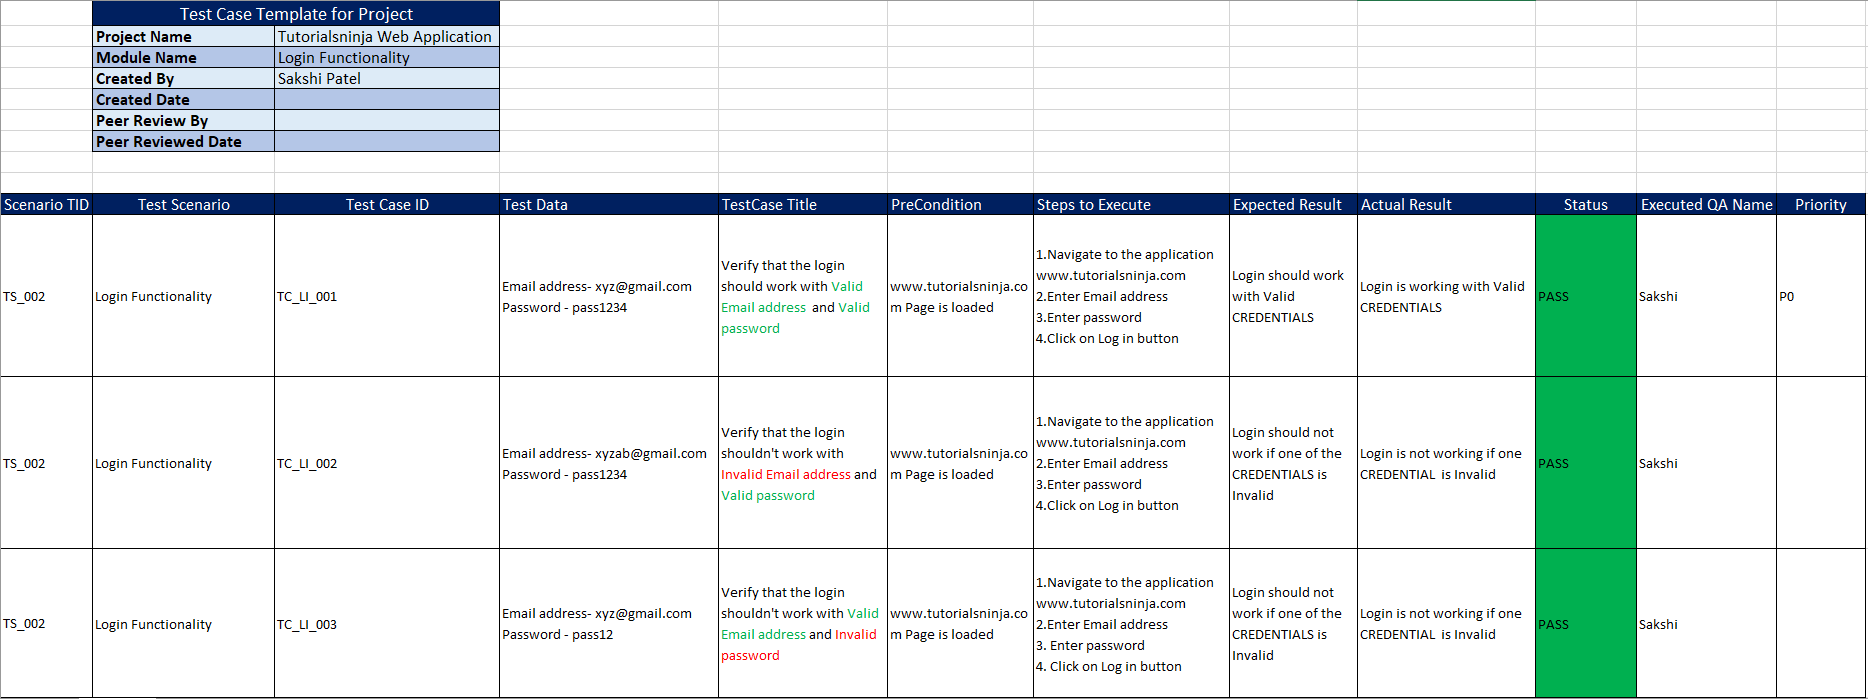 Test Case Template for Project
Project Name Tutorialsninja Web Application
Module Name Login Functionality
Created By Sakshi Patel
Created Date
Peer Review By
Peer Reviewed Date
Scenario TID Test Scenario Test Case ID Test Data TestCase Title PreCondition Steps to Execute Expected Result Actual Result Status Executed QA Name Priority
TS_002
Login Functionality
TC_LI_001
Email address- xyz@gmail.com
Password - pass1234
Verify that the login
should work with Valid
Email address and Valid
password
www.tutorialsninja.co
m Page is loaded
1.Navigate to the application
www.tutorialsninja.com
2.Enter Email address
3.Enter password
4.Click on Log in button
Login should work
with Valid
CREDENTIALS
Login is working with Valid
CREDENTIALS
PASS
Sakshi
P0
TS_002
Login Functionality
TC_LI_002
Email address- xyzab@gmail.com
Password - pass1234
Verify that the login
shouldn't work with
Invalid Email address and
Valid password
www.tutorialsninja.co
m Page is loaded
1.Navigate to the application
www.tutorialsninja.com
2.Enter Email address
3.Enter password
4.Click on Log in button
Login should not
work if one of the
CREDENTIALS is
Invalid
Login is not working if one
CREDENTIAL is Invalid
PASS
Sakshi
TS_002
Login Functionality
TC_LI_003
Email address- xyz@gmail.com
Password - pass12
Verify that the login
shouldn't work with Valid
Email address and Invalid
password
www.tutorialsninja.co
m Page is loaded
1.Navigate to the application
www.tutorialsninja.com
2.Enter Email address
3. Enter password
4. Click on Log in button
Login should not
work if one of the
CREDENTIALS is
Invalid
Login is not working if one
CREDENTIAL is Invalid
PASS
Sakshi